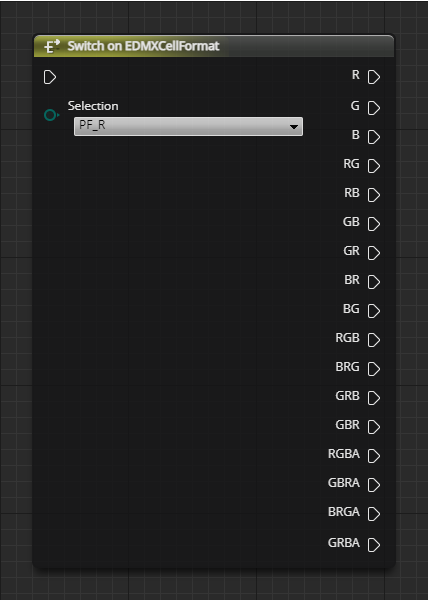 Switch on EDMXCellFormat
R
Selection
G
PF_R
B
RG
RB
GB
GR
BR
BG
RGB
BRG
GRB
GBR
RGBA
GBRA
BRGA
GRBA